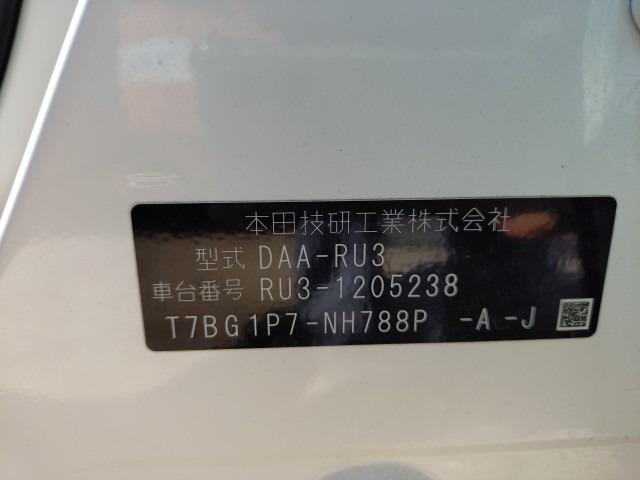 本田技研工業株式会社
型式 DAA-RU3
車台番号 RU3-1205238
T7BG1P7-NH788P -A -J